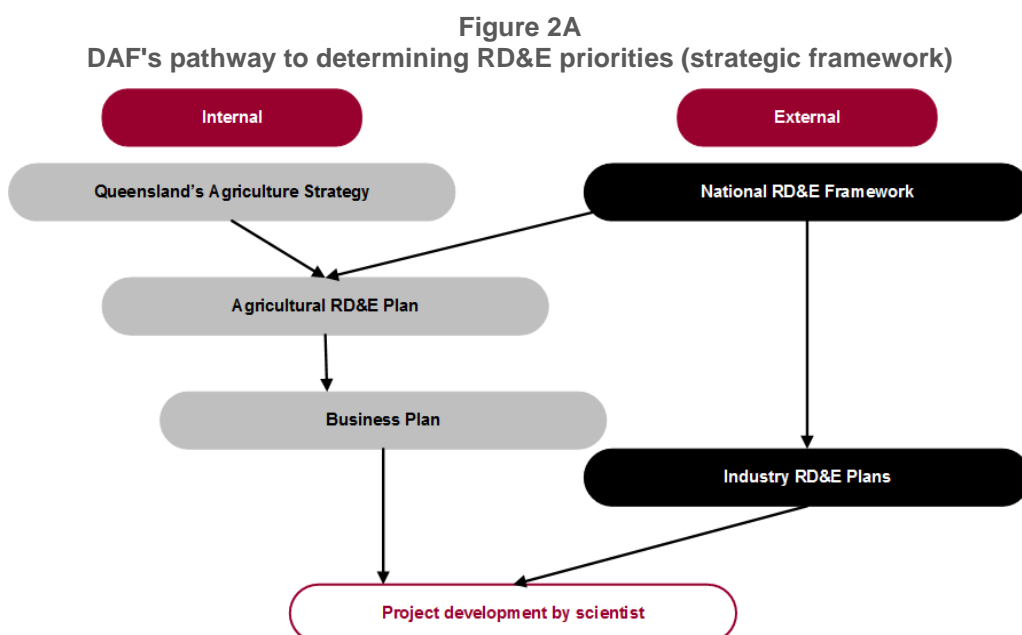 Figure 2A
DAF's pathway to determining RD&E priorities (strategic framework)
Internal
External
Queensland's Agriculture Strategy
National RD&E Framework
Agricultural RD&E Plan
Business Plan
Industry RD&E Plans
Project development by scientist